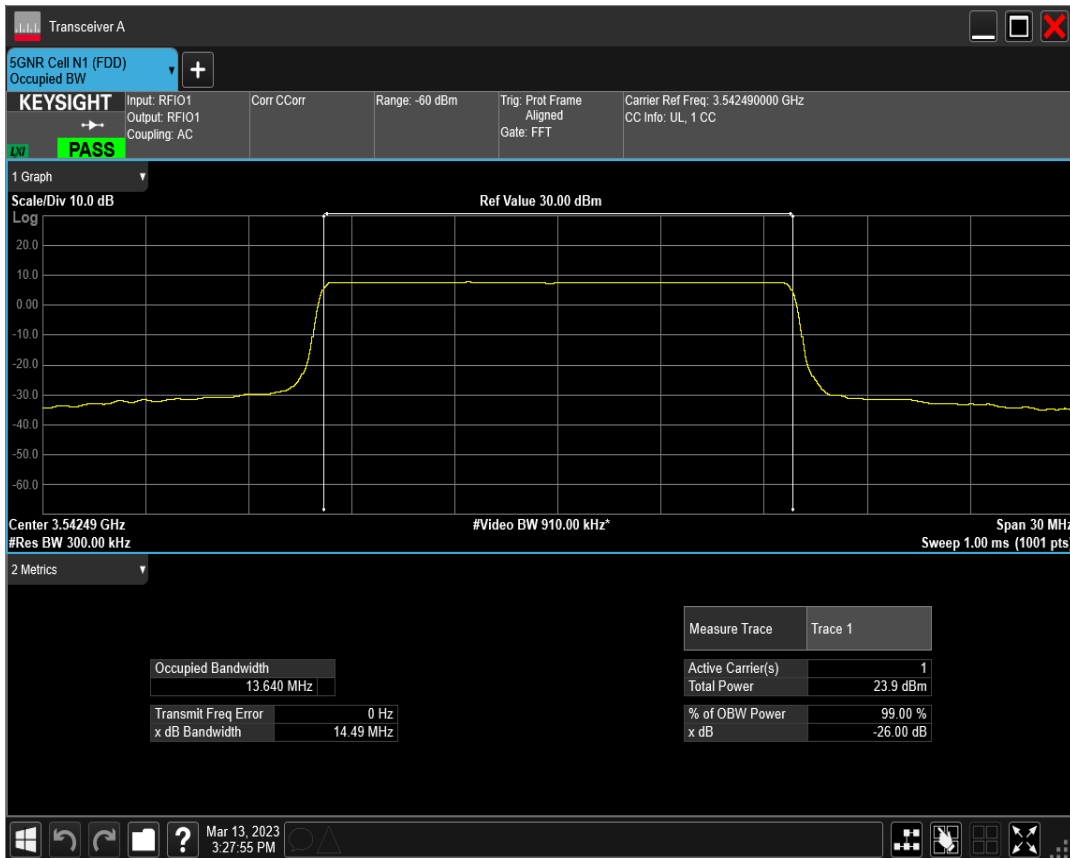 Transceiver A
5GNR Cell N1 (FDD)
Occupied BW
KEYSIGHT
LXI
PASS
Input: RFIO1
Output: RFIO1
Coupling: AC
Corr CCorr
Range: -60 dBm
Trig: Prot Frame
Aligned
Gate: FFT
Carrier Ref Freq: 3.542490000 GHz
CC Info: UL, 1 CC
1 Graph
Scale/Div 10.0 dB
Ref Value 30.00 dBm
Log
20.0
10.0
0.00
-10.0
-20.0
-30.0
-40.0
-50.0
-60.0
Center 3.54249 GHz
#Video BW 910.00 kHz*
Span 30 MHz
#Res BW 300.00 kHz
Sweep 1.00 ms (1001 pts)
2 Metrics
Measure Trace Trace 1
Occupied Bandwidth
13.640 MHz
Active Carrier(s) 1
Total Power 23.9 dBm
Transmit Freq Error 0 Hz
x dB Bandwidth 14.49 MHz
% of OBW Power 99.00 %
x dB -26.00 dB
?
Mar 13, 2023
3:27:55 PM